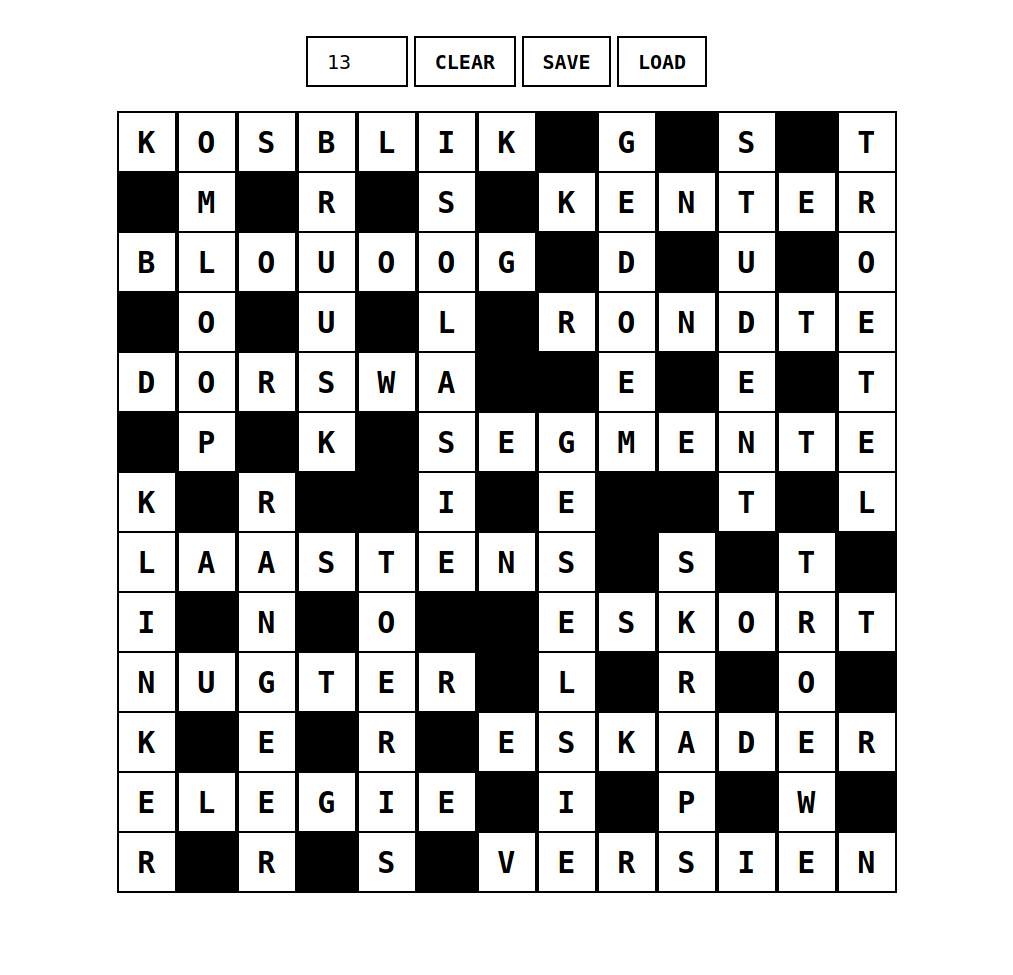 13 CLEAR SAVE LOAD
K O S B L I K G S T
M R S K E N T E R
B L O U O O G D U O
O U L R O N D T E
D O R S W A E E T
P K S E G M E N T E
K R I E T L
L A A S T E N S S T
I N O E S K O R T
N U G T E R L R O
K E R E S K A D E R
E L E G I E I P W
R R S V E R S I E N